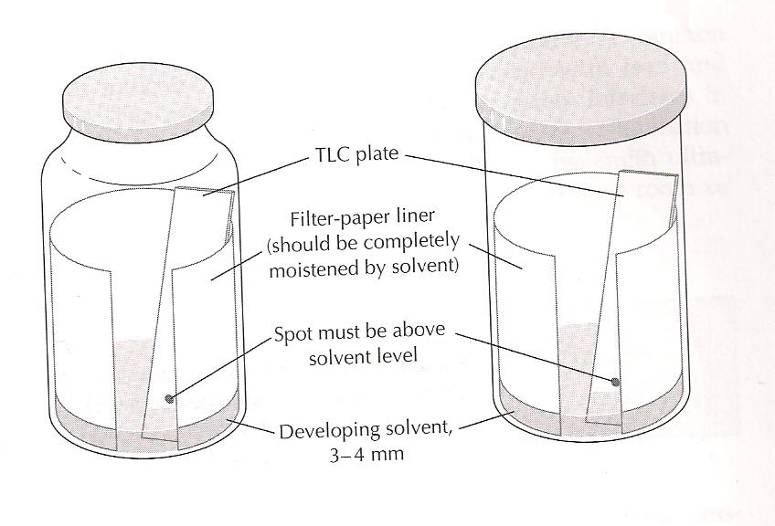 TLC plate
Filter-paper liner
(should be completely
moistened by solvent)
Spot must be above
solvent level
Developing solvent,
3–4 mm